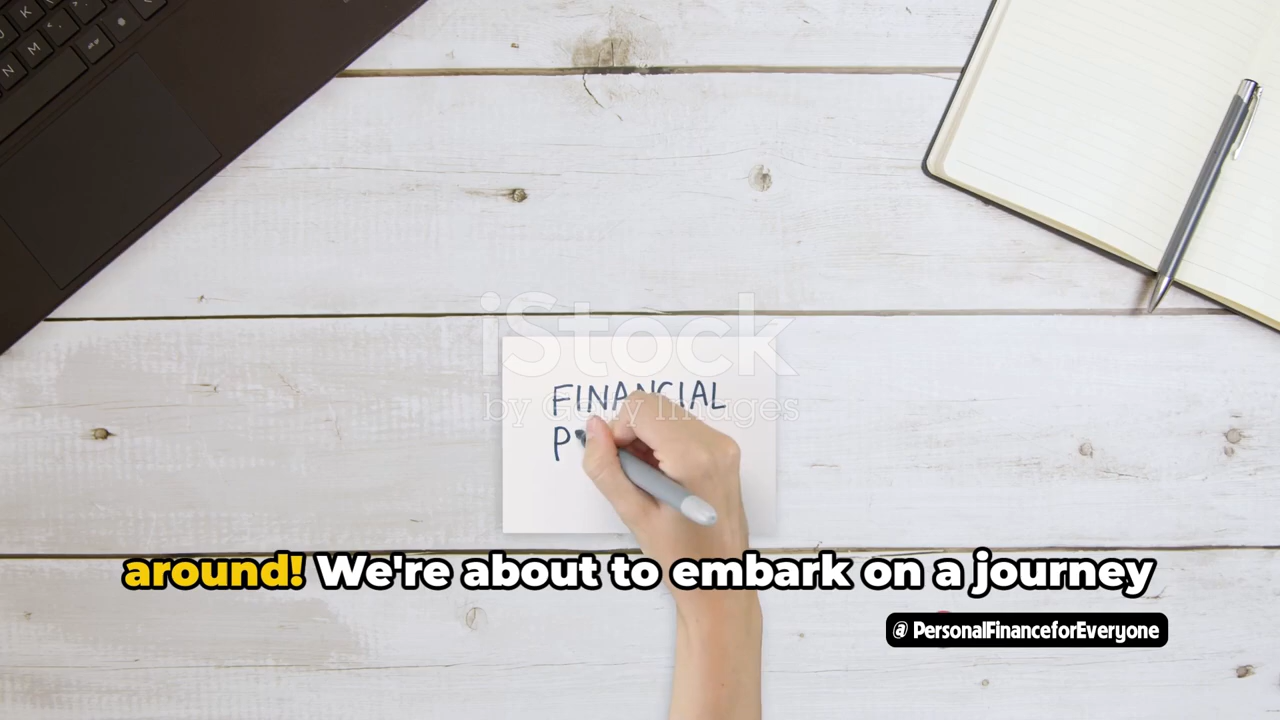 iStock
by Getty Images
FINANCIAL
P
around! We're about to embark on a journey
@ PersonalFinanceforEveryone